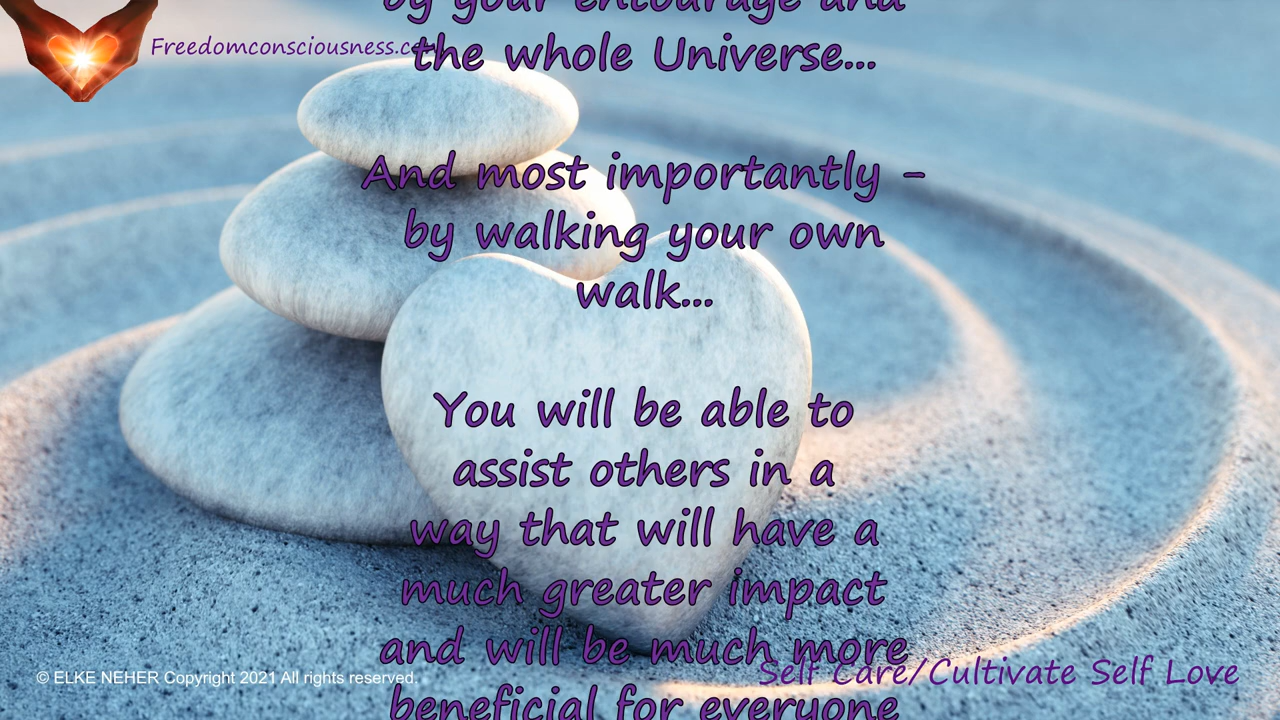 by your entourage and
Freedomconsciousness.com
the whole Universe...
And most importantly -
by walking your own
walk...
You will be able to
assist others in a
way that will have a
much greater impact
and will be much more
Self Care/Cultivate Self Love
© ELKE NEHER Copyright 2021 All rights reserved.
beneficial for everyone